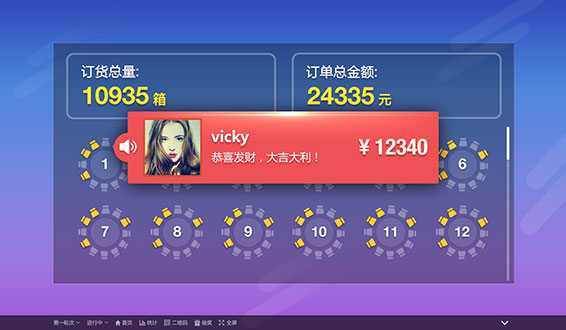 订货总量:
订单总金额:
10935 箱
24335 元
vicky
恭喜发财，大吉大利！
¥ 12340
1
6
7
8
9
10
11
12
第一轮次 进行中 首页 统计 二维码 抽奖 全屏